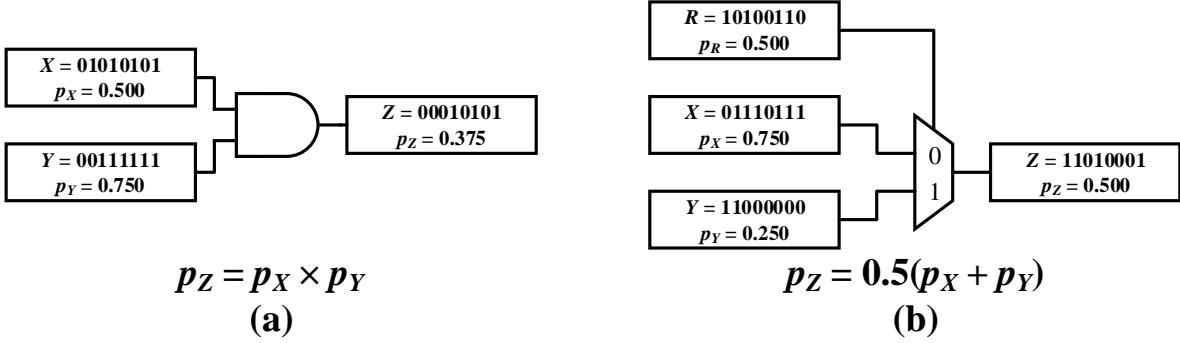 X = 01010101
pX = 0.500
Y = 00111111
pY = 0.750
Z = 00010101
pZ = 0.375
pZ = pX × pY
(a)
R = 10100110
pR = 0.500
X = 01110111
pX = 0.750
Y = 11000000
pY = 0.250
0
1
Z = 11010001
pZ = 0.500
pZ = 0.5(pX + pY)
(b)